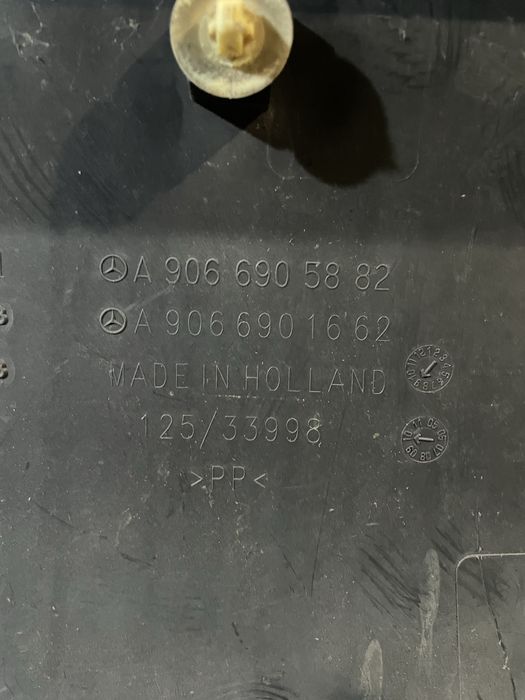 A 906 690 58 82
A 906 690 16 62
MADE IN HOLLAND
125/33998
>PP<